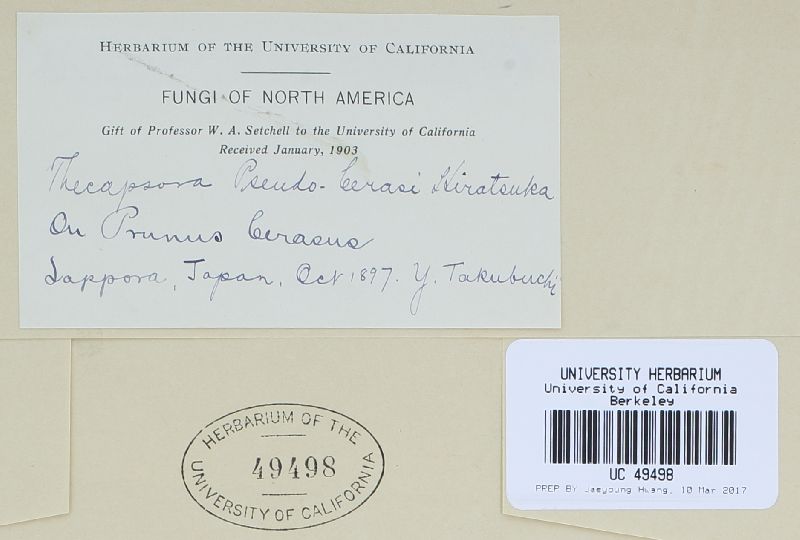 HERBARIUM OF THE UNIVERSITY OF CALIFORNIA
FUNGI OF NORTH AMERICA
Gift of Professor W. A. Setchell to the University of California
Received January, 1903
Thecapsora Pseudo-Cerasi Hiratsuka
On Prunus Cerasus
Sappora, Japan, Oct 1897. Y. Takubuchi
HERBARIUM OF THE
49498
UNIVERSITY OF CALIFORNIA
UNIVERSITY HERBARIUM
University of California
Berkeley
UC 49498
PREP BY Jaeyoung Hwang, 10 Mar 2017